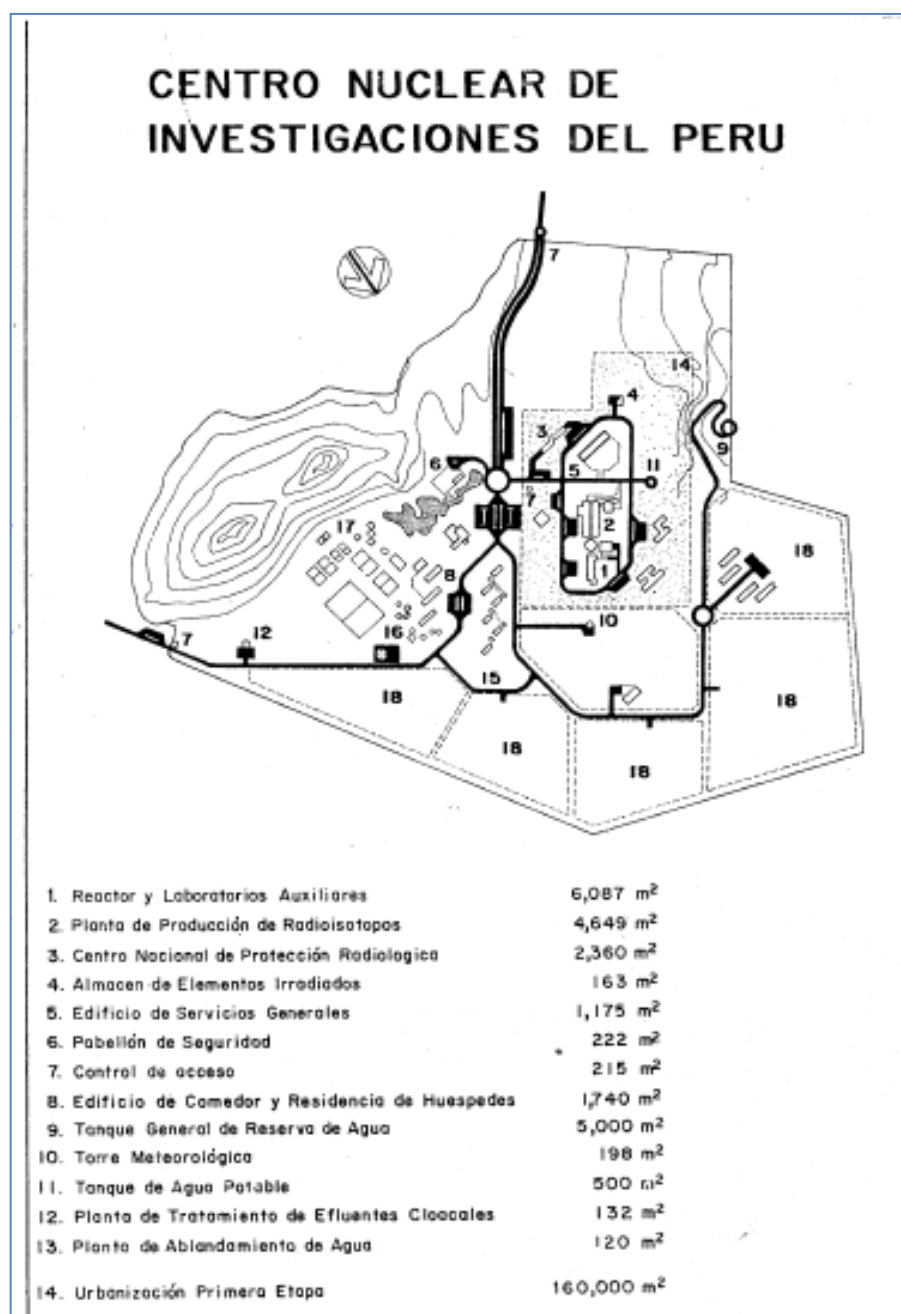 CENTRO NUCLEAR DE
INVESTIGACIONES DEL PERU
7
14
4
3
9
6
5
11
7
2
17
18
8
1
10
7
12
16
15
18
18
18
18
1. Reactor y Laboratorios Auxiliares 6,087 m²
2. Planta de Producción de Radioisotopos 4,649 m²
3. Centro Nacional de Protección Radiologica 2,360 m²
4. Almacen de Elementos Irradiados 163 m²
5. Edificio de Servicios Generales 1,175 m²
6. Pabellón de Seguridad 222 m²
7. Control de acceso 215 m²
8. Edificio de Comedor y Residencia de Huespedes 1,740 m²
9. Tanque General de Reserva de Agua 5,000 m²
10. Torre Meteorológica 198 m²
11. Tanque de Agua Potable 500 m²
12. Planta de Tratamiento de Efluentes Cloacales 132 m²
13. Planta de Ablandamiento de Agua 120 m²
14. Urbanización Primera Etapa 160,000 m²